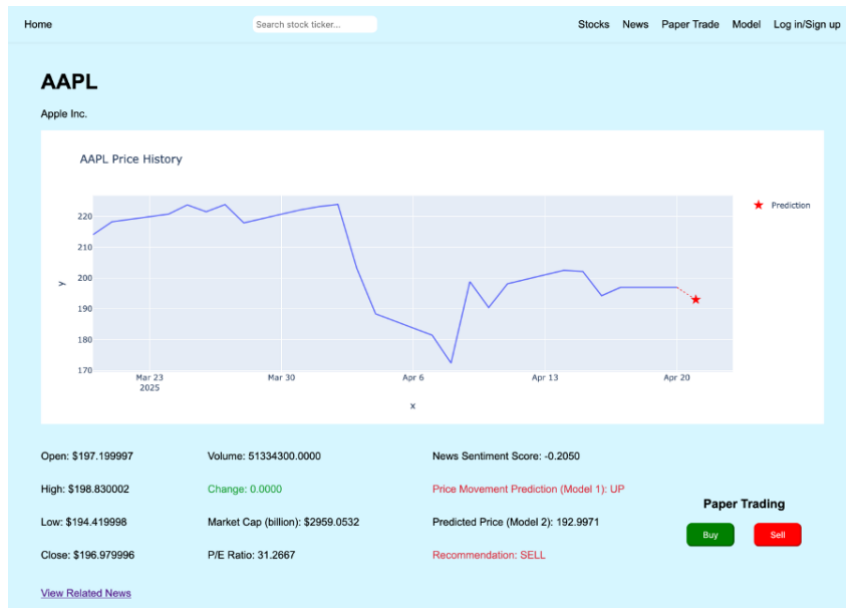 Home Search stock ticker... Stocks News Paper Trade Model Log in/Sign up
AAPL
Apple Inc.
AAPL Price History
Prediction
220
210
200
190
180
170
y
Mar 23
2025
Mar 30
Apr 6
Apr 13
Apr 20
x
Open: $197.199997 Volume: 51334300.0000 News Sentiment Score: -0.2050
High: $198.830002 Change: 0.0000 Price Movement Prediction (Model 1): UP
Low: $194.419998 Market Cap (billion): $2959.0532 Predicted Price (Model 2): 192.9971
Close: $196.979996 P/E Ratio: 31.2667 Recommendation: SELL
Paper Trading
Buy Sell
View Related News